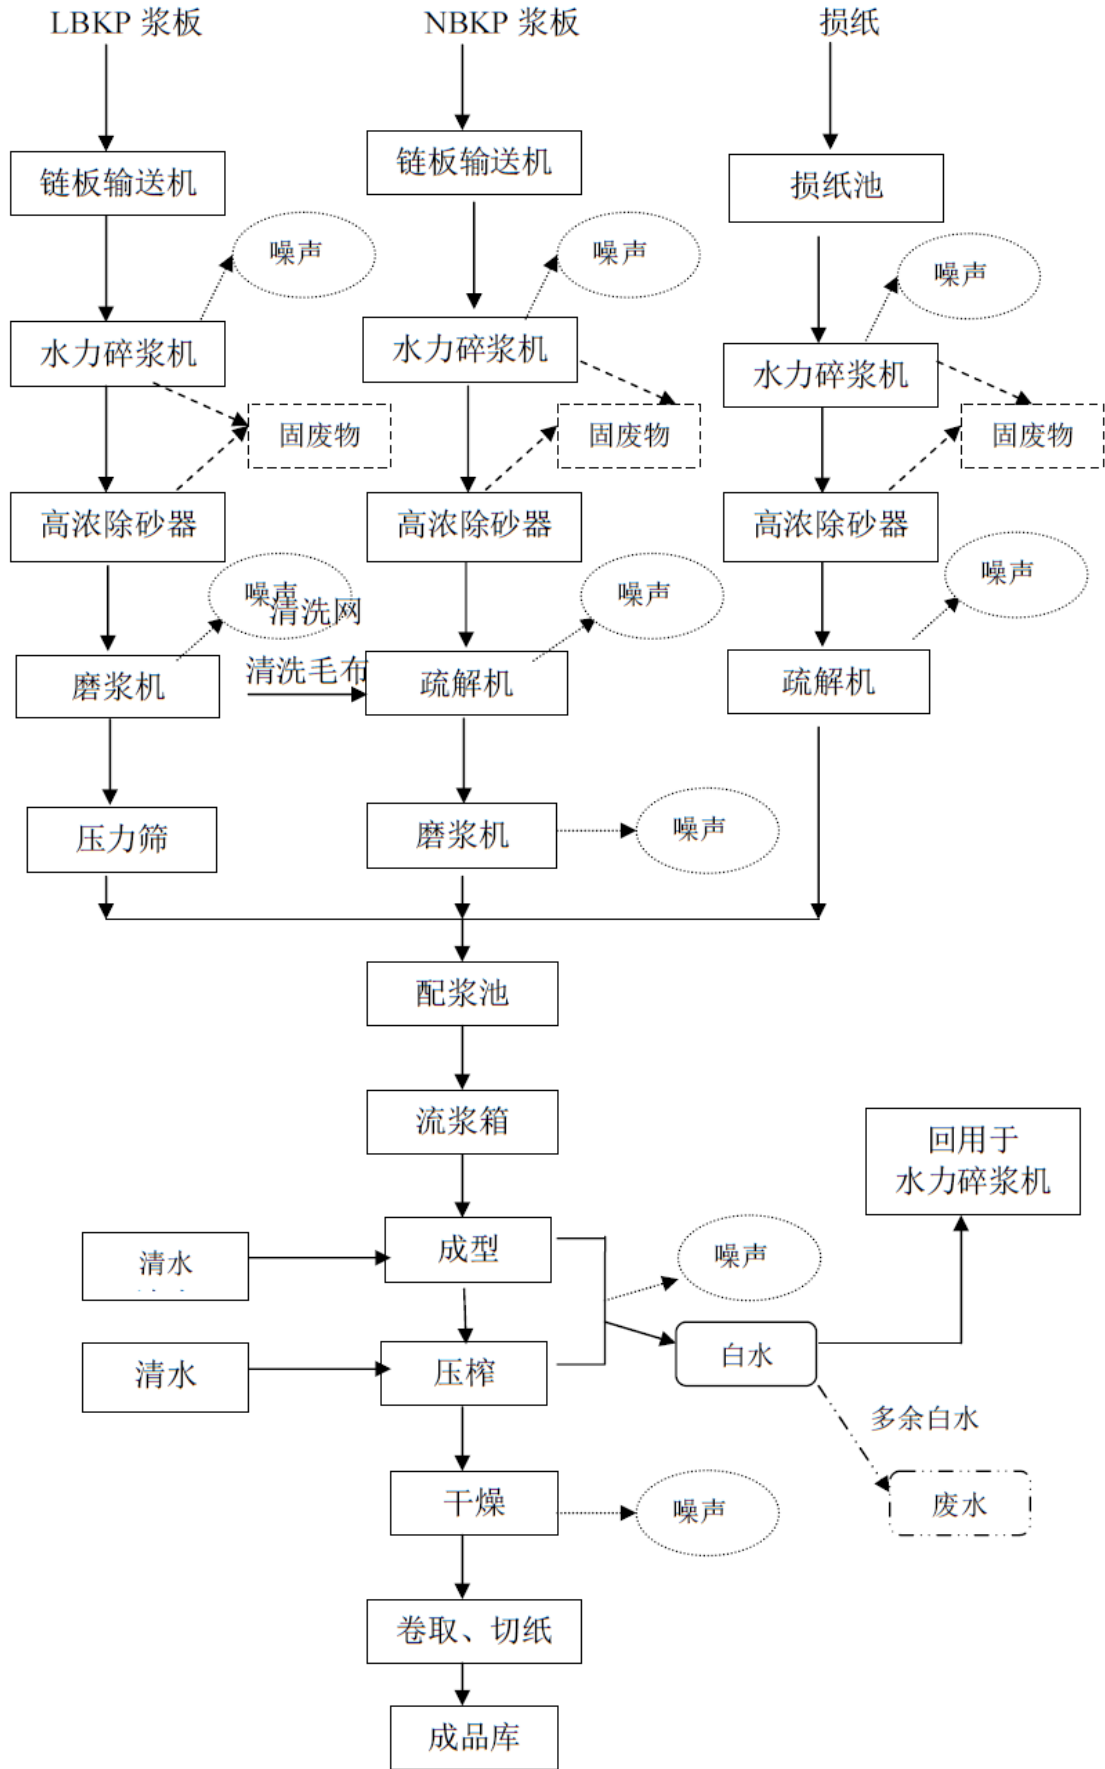 LBKP 浆板
NBKP 浆板
损纸
链板输送机
链板输送机
损纸池
噪声
噪声
噪声
水力碎浆机
水力碎浆机
水力碎浆机
固废物
固废物
固废物
高浓除砂器
高浓除砂器
高浓除砂器
噪声
清洗网
噪声
噪声
磨浆机
清洗毛布
疏解机
疏解机
压力筛
磨浆机
噪声
配浆池
流浆箱
回用于
水力碎浆机
清水
成型
噪声
清水
压榨
白水
多余白水
干燥
噪声
废水
卷取、切纸
成品库